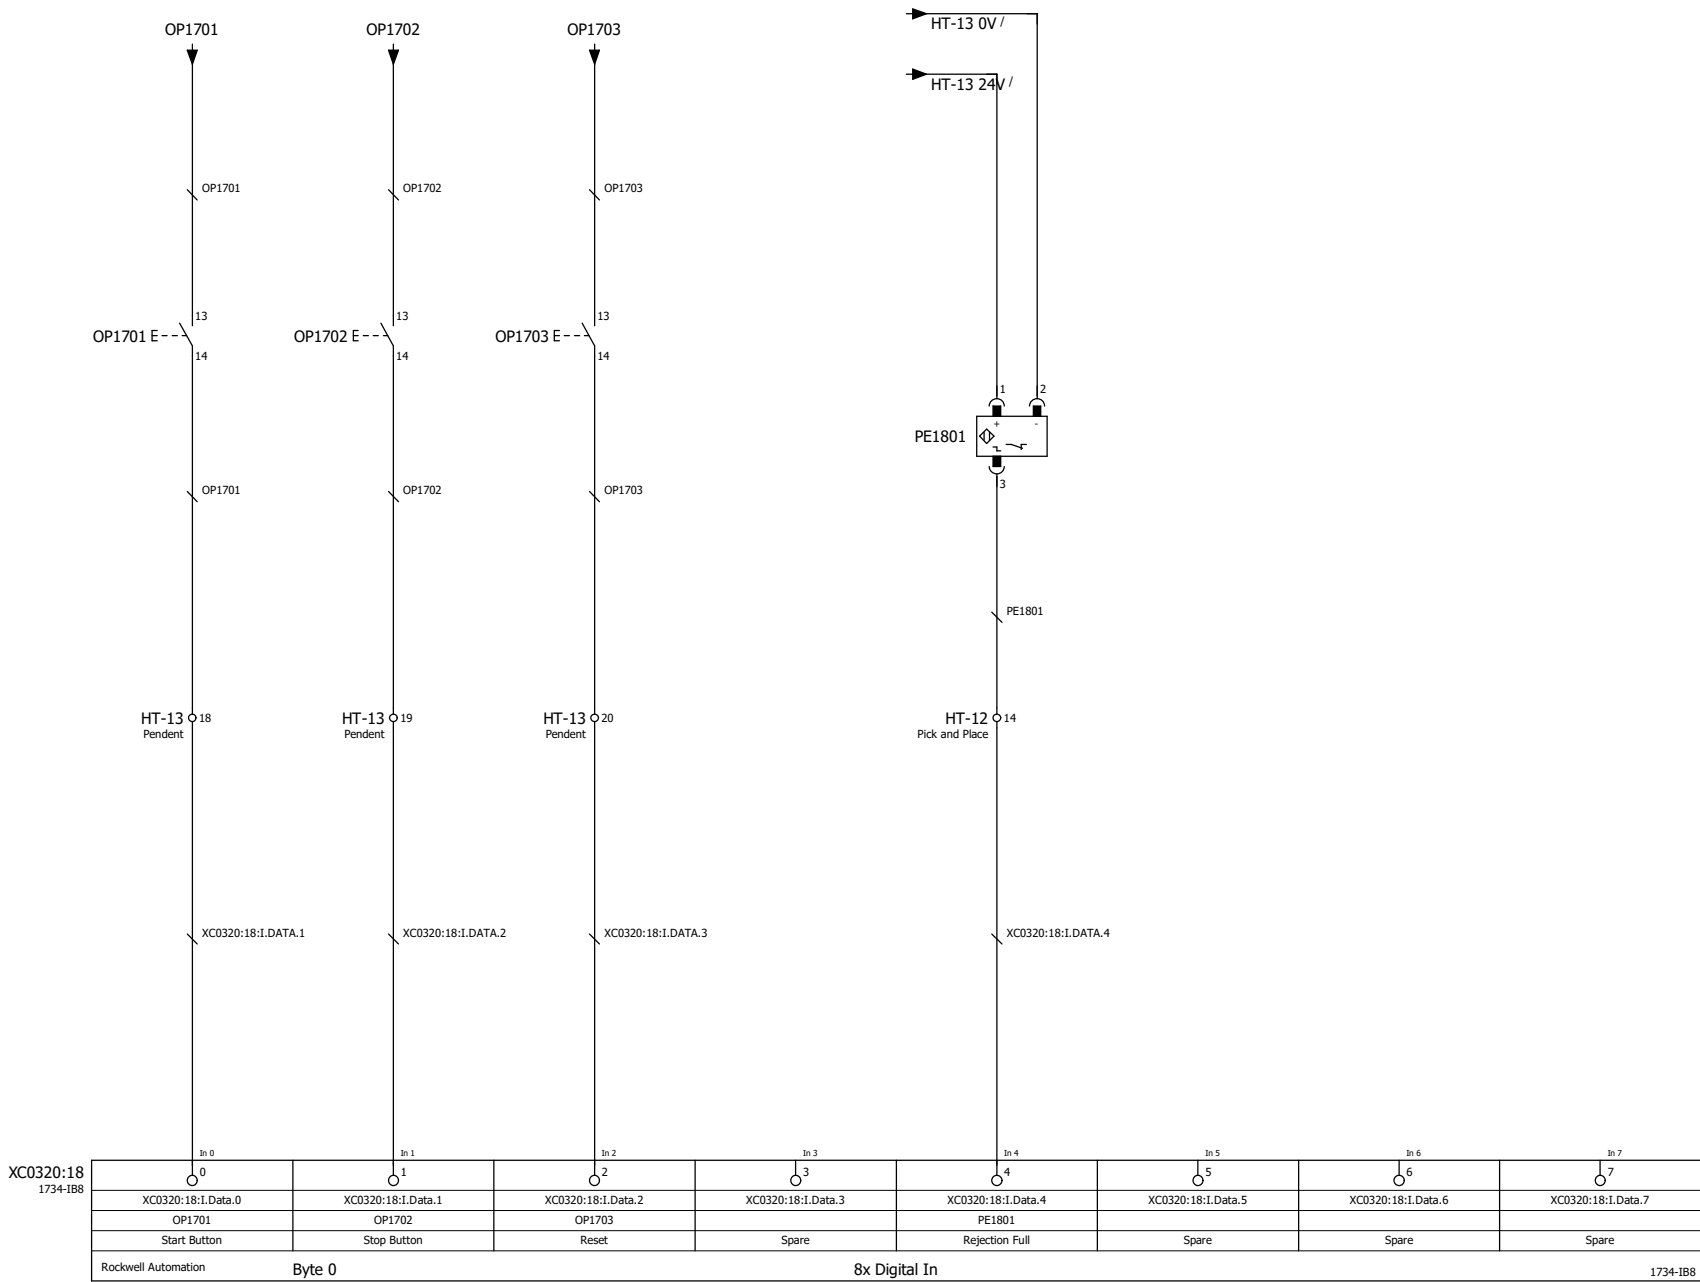 OP1701 OP1702 OP1703 HT-13 0V /
HT-13 24V /
OP1701 OP1702 OP1703
13 13 13
OP1701 E OP1702 E OP1703 E
14 14 14
1 2
PE1801 + -
3
OP1701 OP1702 OP1703
PE1801
HT-13 18 HT-13 19 HT-13 20 HT-12 14
Pendent Pendent Pendent Pick and Place
XC0320:18:I.DATA.1 XC0320:18:I.DATA.2 XC0320:18:I.DATA.3 XC0320:18:I.DATA.4
In 0 In 1 In 2 In 3 In 4 In 5 In 6 In 7
XC0320:18 0 1 2 3 4 5 6 7
1734-IB8
XC0320:18:I.Data.0 XC0320:18:I.Data.1 XC0320:18:I.Data.2 XC0320:18:I.Data.3 XC0320:18:I.Data.4 XC0320:18:I.Data.5 XC0320:18:I.Data.6 XC0320:18:I.Data.7
OP1701 OP1702 OP1703 PE1801
Start Button Stop Button Reset Spare Rejection Full Spare Spare Spare
Rockwell Automation Byte 0 8x Digital In 1734-IB8